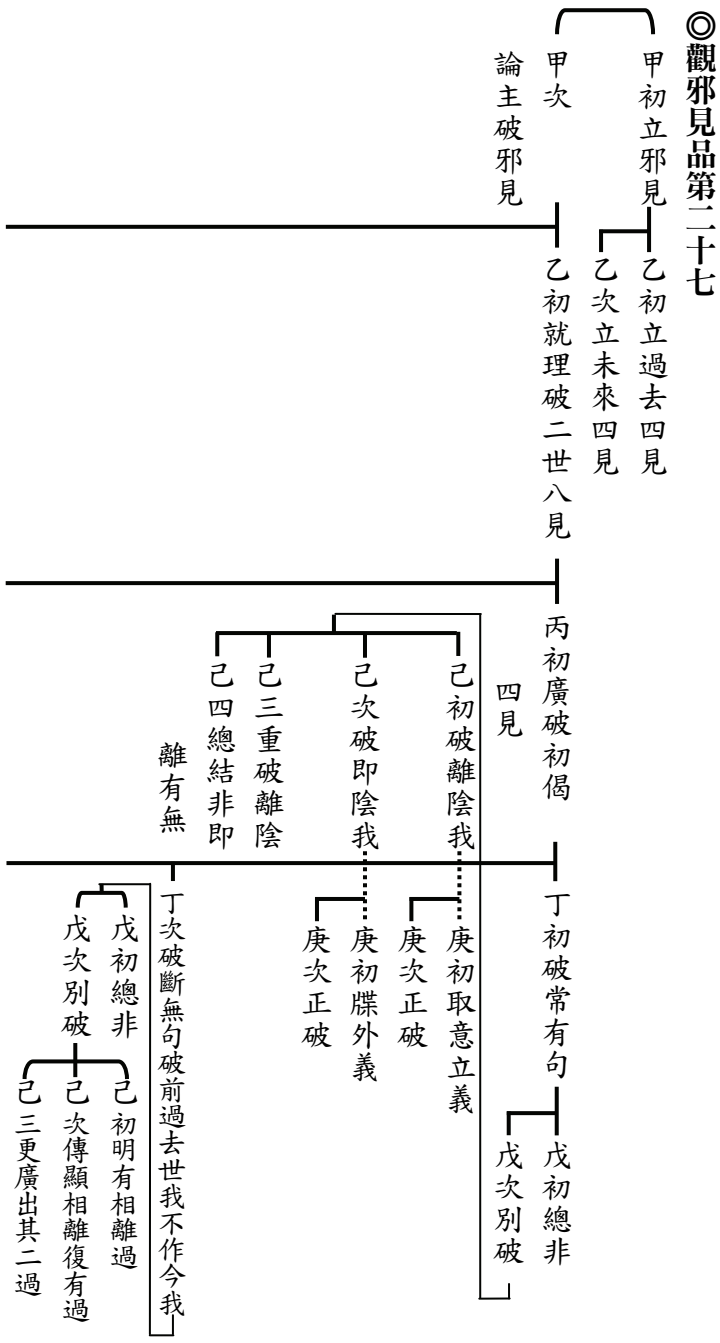 ◎觀邪見品第二十七
甲初立邪見
乙初立過去四見
乙次立未來四見
甲次
論主破邪見
乙初就理破二世八見
丙初廣破初偈
四見
丁初破常有句
戊初總非
戊次別破
己初破離陰我
庚初取意立義
庚次正破
己次破即陰我
庚初牒外義
庚次正破
己三重破離陰
己四總結非即
離有無
丁次破斷無句破前過去世我不作今我
戊初總非
戊次別破
己初明有相離過
己次傳顯相離復有過
己三更廣出其二過